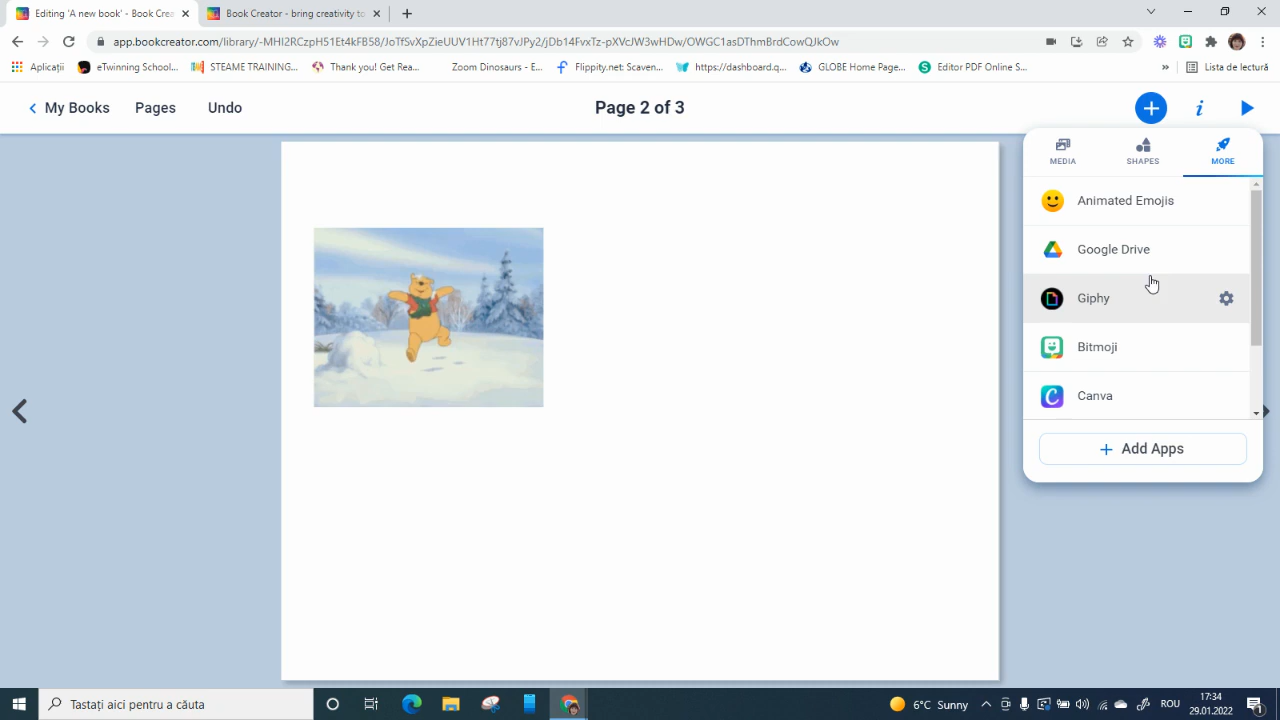 Editing 'A new book' - Book Crea
Book Creator - bring creativity to
app.bookcreator.com/library/-MHI2RCzpH51Et4kFB58/JoTfSvXpZieUUV1Ht77tj87vJPy2/jDb14FvxTz-pXVcJW3wHDw/OWGC1asDThmBrdCowQJkOw
Aplicații
eTwinning School...
STEAME TRAINING...
Thank you! Get Rea...
Zoom Dinosaurs - E...
Flippity.net: Scaven...
https://dashboard.q...
GLOBE Home Page...
Editor PDF Online S...
»
Lista de lectură
My Books
Pages
Undo
Page 2 of 3
MEDIA
SHAPES
MORE
Animated Emojis
Google Drive
Giphy
Bitmoji
Canva
+ Add Apps
Tastați aici pentru a căuta
6°C Sunny
ROU
17:34
29.01.2022
1